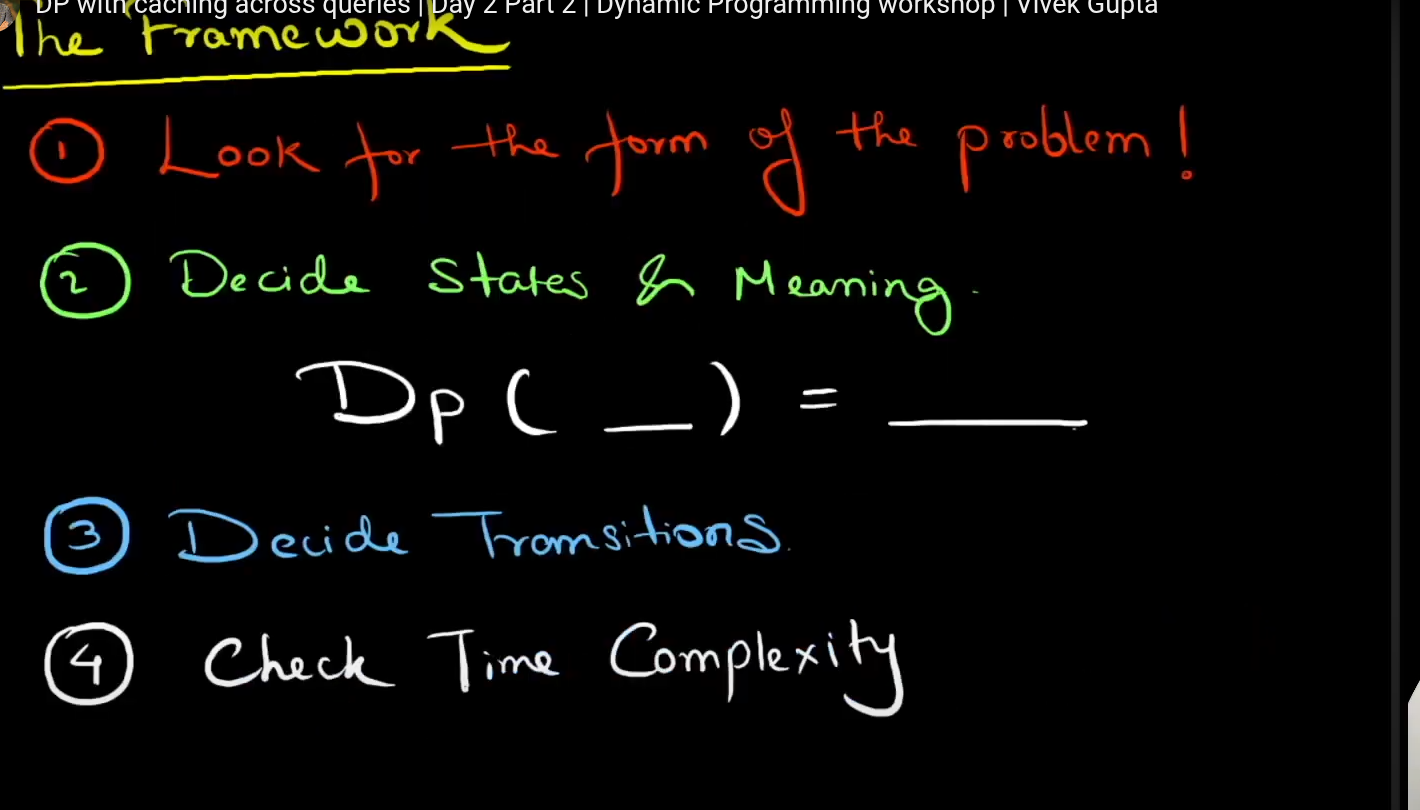 DP with caching across queries | Day 2 Part 2 | Dynamic Programming workshop | Vivek Gupta
The Framework
1 Look for the form of the problem!
2 Decide States & Meaning.
Dp ( __ ) = ____
3 Decide Transitions.
4 Check Time Complexity